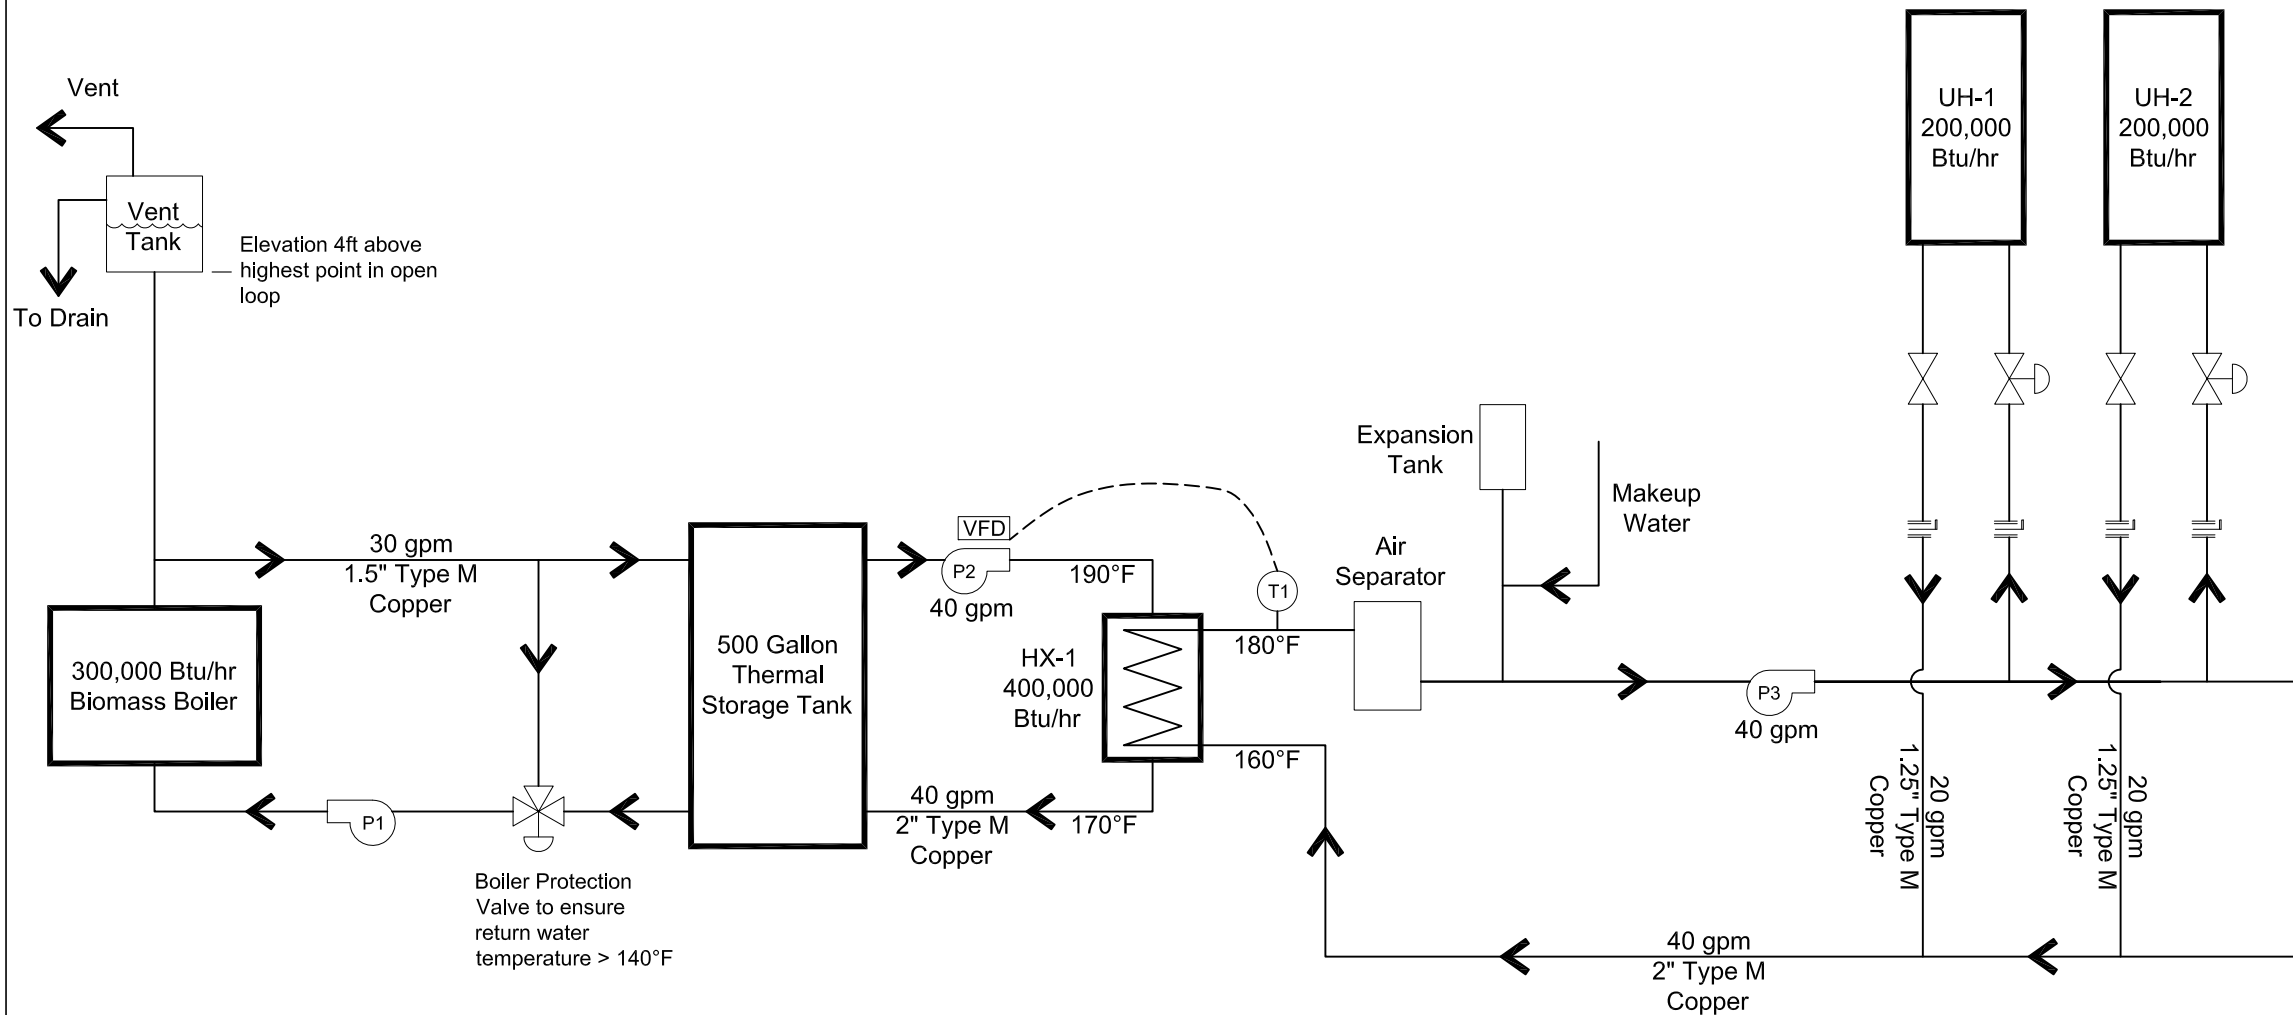 Vent
Vent
Tank
To Drain
Elevation 4ft above
highest point in open
loop
30 gpm
1.5" Type M
Copper
300,000 Btu/hr
Biomass Boiler
P1
Boiler Protection
Valve to ensure
return water
temperature > 140°F
500 Gallon
Thermal
Storage Tank
VFD
P2
40 gpm
190°F
HX-1
400,000
Btu/hr
170°F
40 gpm
2" Type M
Copper
T1
180°F
160°F
Air
Separator
Expansion
Tank
Makeup
Water
P3
40 gpm
UH-1
200,000
Btu/hr
UH-2
200,000
Btu/hr
20 gpm
1.25" Type M
Copper
20 gpm
1.25" Type M
Copper
40 gpm
2" Type M
Copper